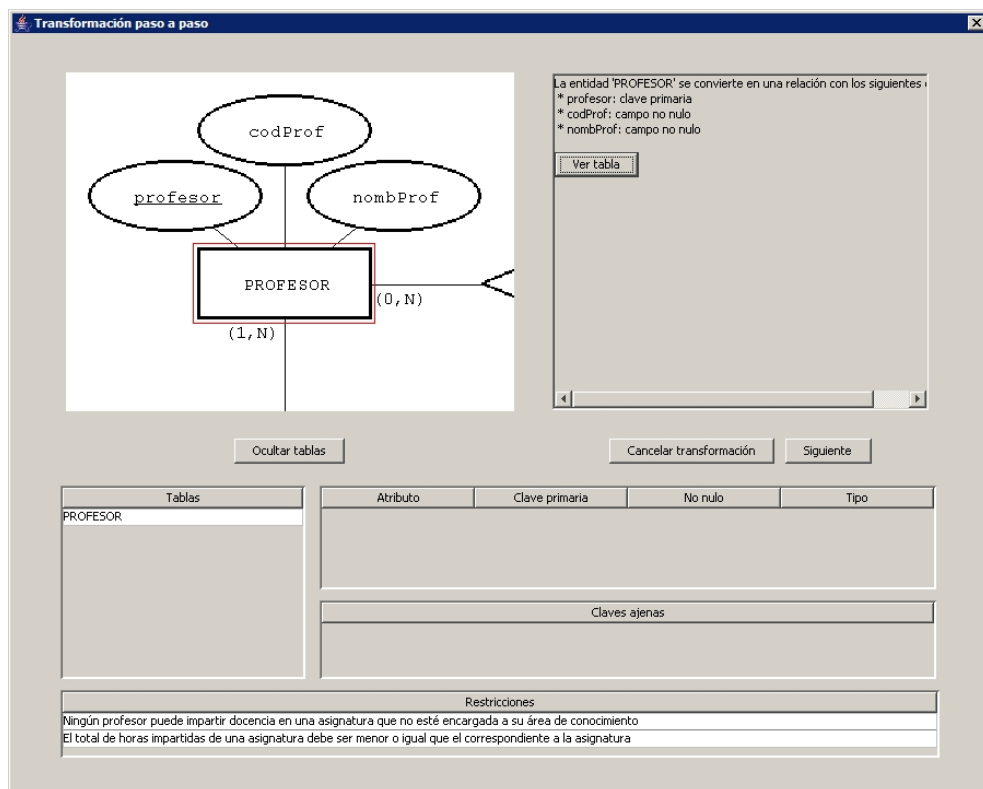 Transformación paso a paso
codProf
profesor
nombProf
PROFESOR
(0,N)
(1,N)
La entidad 'PROFESOR' se convierte en una relación con los siguientes
* profesor: clave primaria
* codProf: campo no nulo
* nombProf: campo no nulo
Ver tabla
Ocultar tablas
Cancelar transformación
Siguiente
Tablas
PROFESOR
Atributo Clave primaria No nulo Tipo
Claves ajenas
Restricciones
Ningún profesor puede impartir docencia en una asignatura que no esté encargada a su área de conocimiento
El total de horas impartidas de una asignatura debe ser menor o igual que el correspondiente a la asignatura